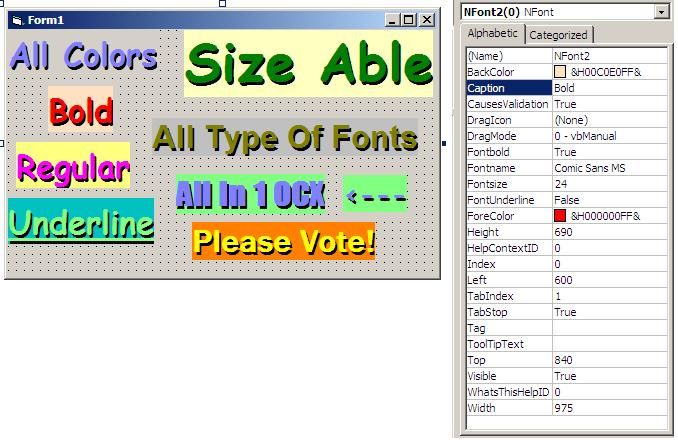 Form1
All Colors
Size Able
Bold
All Type Of Fonts
Regular
All In 1 OCX
<---
Underline
Please Vote!
NFont2(0) NFont
Alphabetic Categorized
(Name) NFont2
BackColor &H00C0E0FF&
Caption Bold
CausesValidation True
DragIcon (None)
DragMode 0 - vbManual
Fontbold True
Fontname Comic Sans MS
Fontsize 24
FontUnderline False
ForeColor &H000000FF&
Height 690
HelpContextID 0
Index 0
Left 600
TabIndex 1
TabStop True
Tag
ToolTipText
Top 840
Visible True
WhatsThisHelpID 0
Width 975